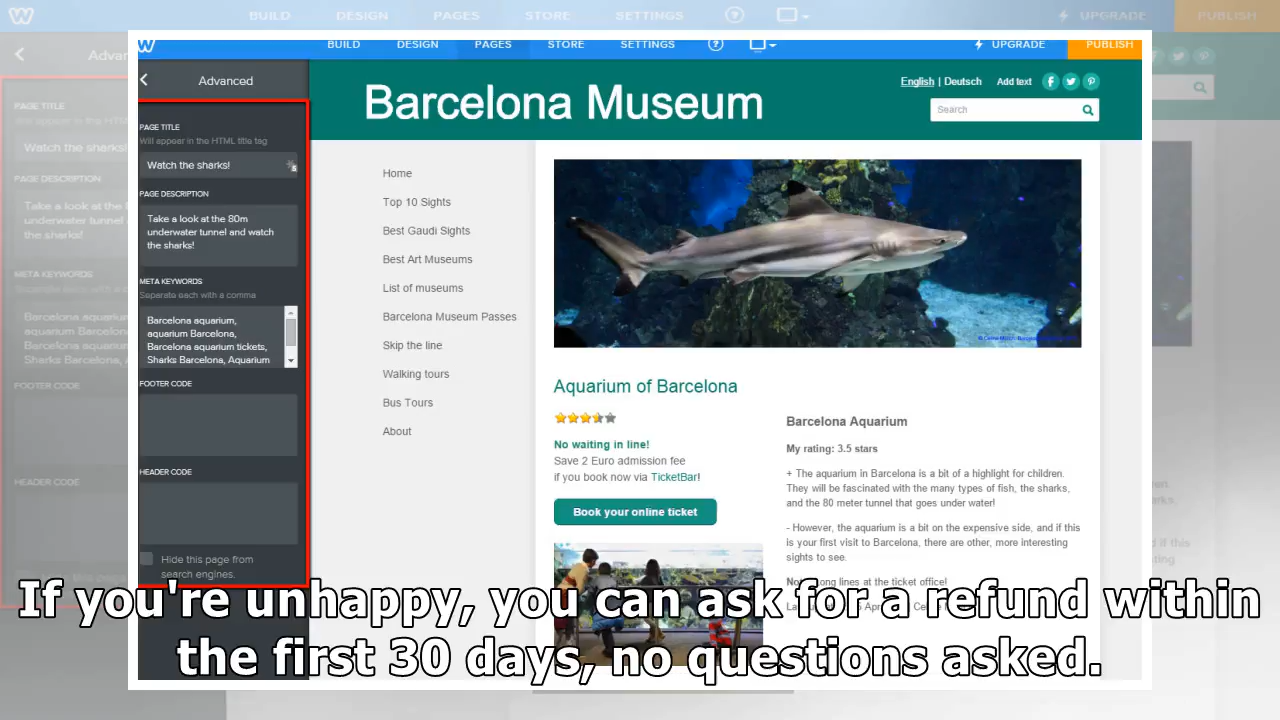 BUILD DESIGN PAGES STORE SETTINGS ? UPGRADE PUBLISH
Advanced
PAGE TITLE
Will appear in the HTML title tag
Watch the sharks!
PAGE DESCRIPTION
Take a look at the 80m
underwater tunnel and watch
the sharks!
META KEYWORDS
Separate each with a comma
Barcelona aquarium,
aquarium Barcelona,
Barcelona aquarium tickets,
Sharks Barcelona, Aquarium
FOOTER CODE
HEADER CODE
Hide this page from
search engines.
Barcelona Museum
English | Deutsch Add text
Search
Home
Top 10 Sights
Best Gaudi Sights
Best Art Museums
List of museums
Barcelona Museum Passes
Skip the line
Walking tours
Bus Tours
About
Aquarium of Barcelona
No waiting in line!
Save 2 Euro admission fee
if you book now via TicketBar!
Book your online ticket
Barcelona Aquarium
My rating: 3.5 stars
+ The aquarium in Barcelona is a bit of a highlight for children.
They will be fascinated with the many types of fish, the sharks,
and the 80 meter tunnel that goes under water!
- However, the aquarium is a bit on the expensive side, and if this
is your first visit to Barcelona, there are other, more interesting
sights to see.
long lines at the ticket office!
If you're unhappy, you can ask for a refund within
the first 30 days, no questions asked.